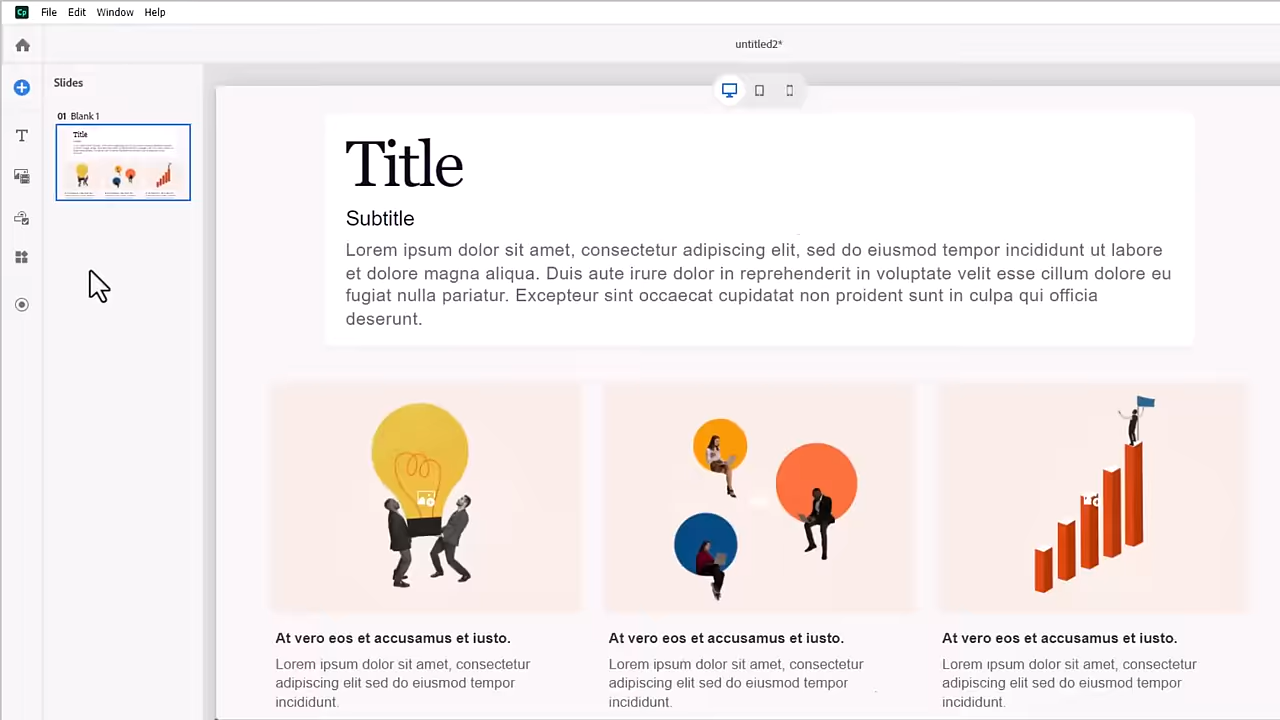 Cp File Edit Window Help
untitled2*
Slides
01 Blank 1
Title
Title
Subtitle
Lorem ipsum dolor sit amet, consectetur adipiscing elit, sed do eiusmod tempor incididunt ut labore
et dolore magna aliqua. Duis aute irure dolor in reprehenderit in voluptate velit esse cillum dolore eu
fugiat nulla pariatur. Excepteur sint occaecat cupidatat non proident sunt in culpa qui officia
deserunt.
At vero eos et accusamus et iusto.
Lorem ipsum dolor sit amet, consectetur
adipiscing elit sed do eiusmod tempor
incididunt.
At vero eos et accusamus et iusto.
Lorem ipsum dolor sit amet, consectetur
adipiscing elit sed do eiusmod tempor
incididunt.
At vero eos et accusamus et iusto.
Lorem ipsum dolor sit amet, consectetur
adipiscing elit sed do eiusmod tempor
incididunt.